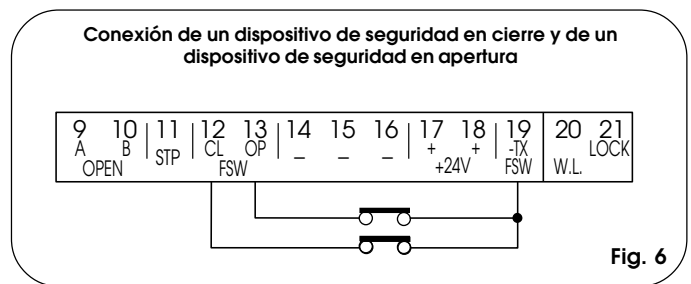 Conexión de un dispositivo de seguridad en cierre y de un
dispositivo de seguridad en apertura
9 10 11 12 13 14 15 16 17 18 19 20 21
A B STP CL OP _ _ _ + + -TX LOCK
OPEN FSW +24V FSW W.L.
Fig. 6